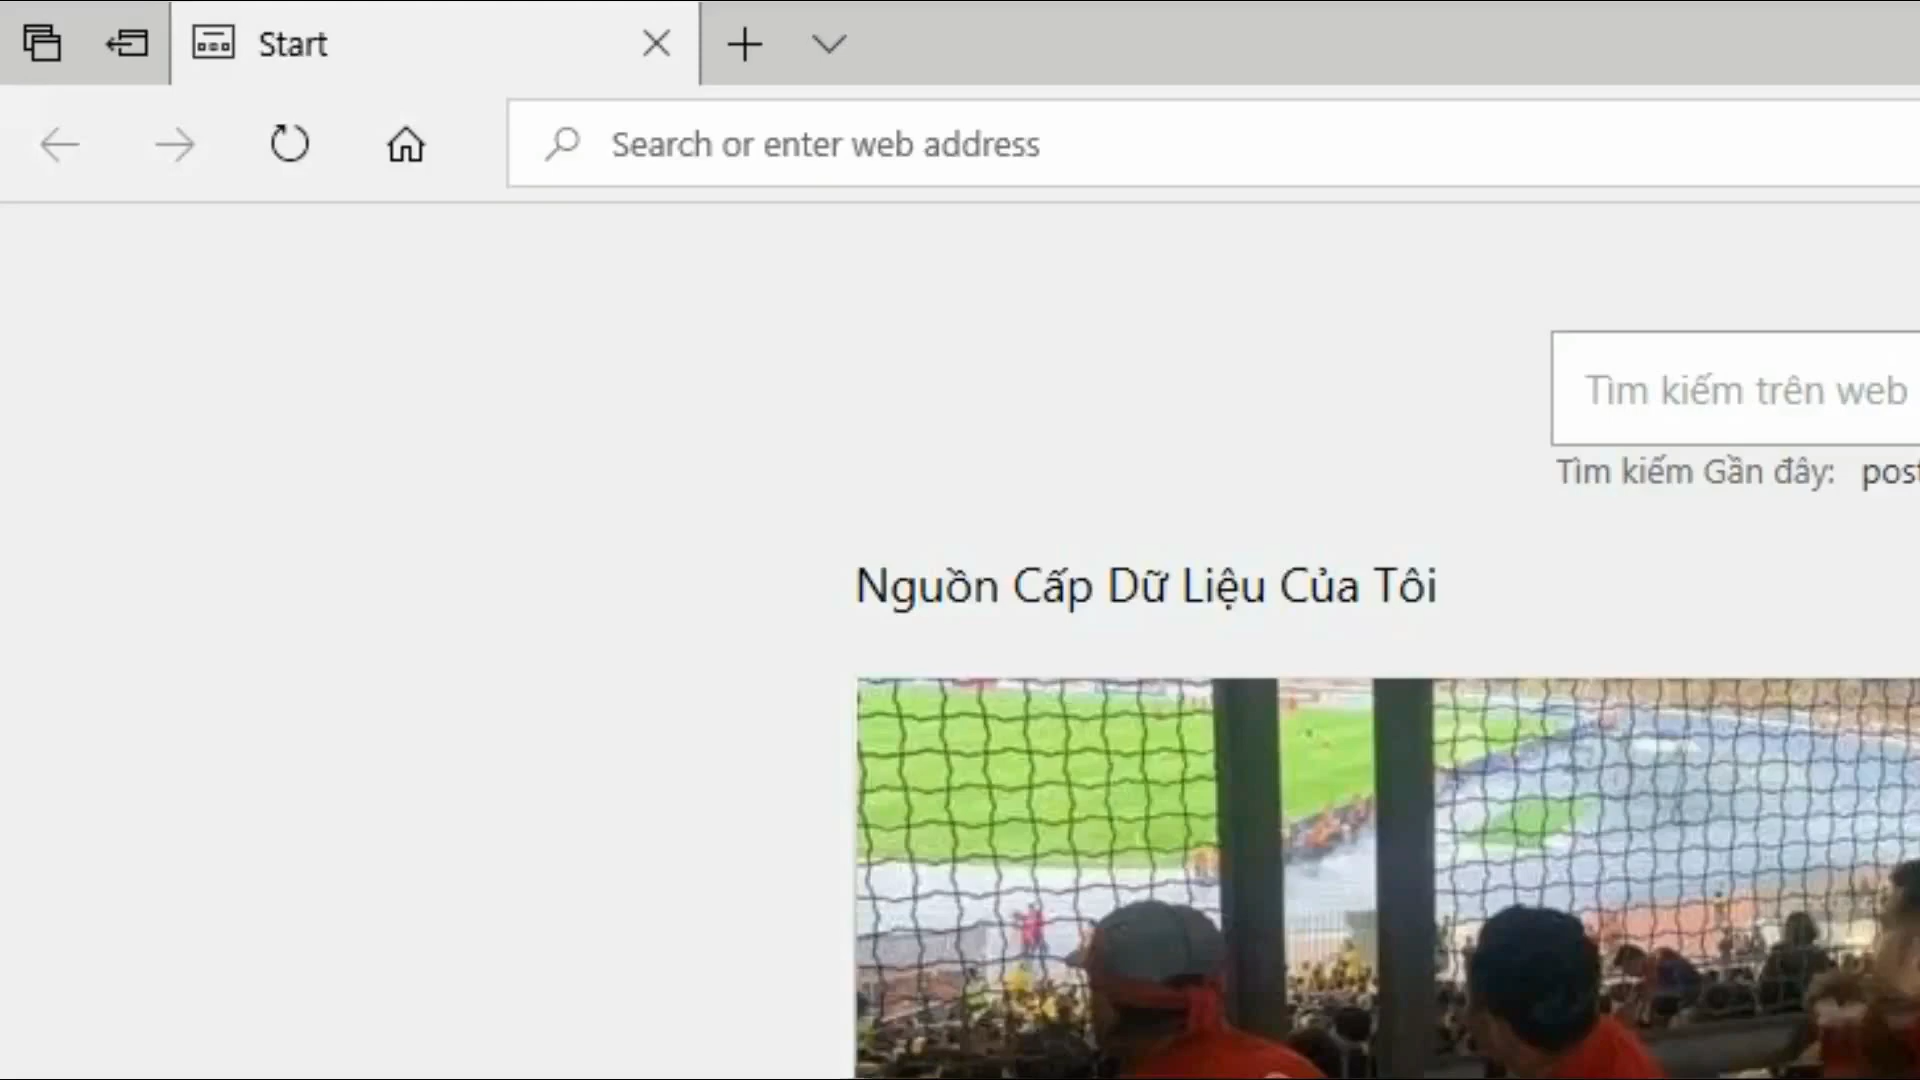 Start
Search or enter web address
Tìm kiếm trên web
Tìm kiếm Gần đây:
Nguồn Cấp Dữ Liệu Của Tôi